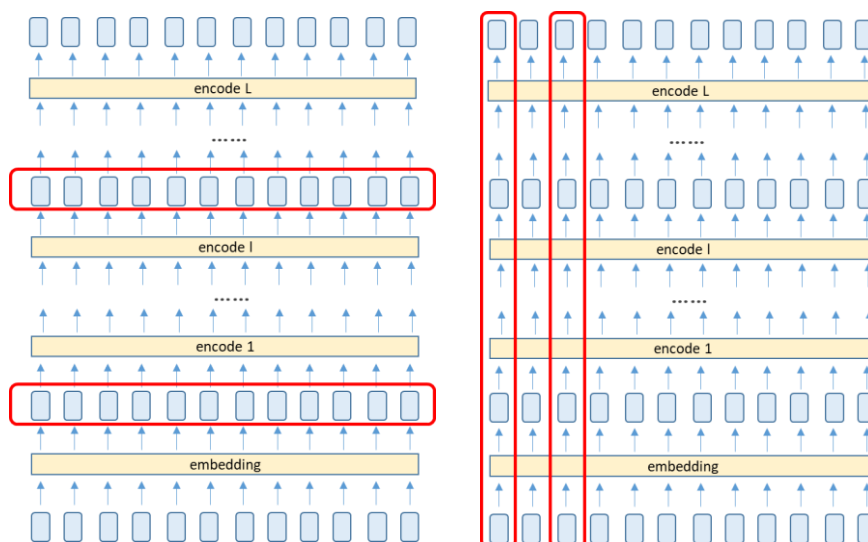 encode L
......
encode l
......
encode 1
embedding
encode L
......
encode l
......
encode 1
embedding